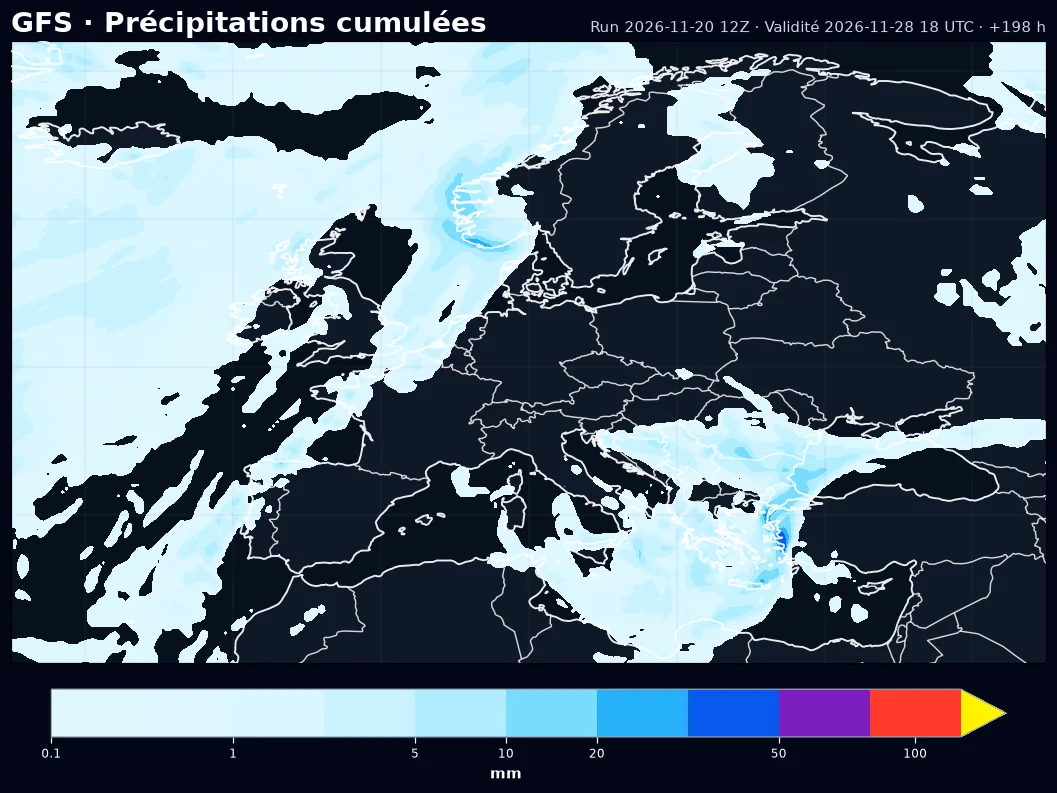 GFS · Précipitations cumulées
Run 2026-11-20 12Z · Validité 2026-11-28 18 UTC · +198 h
0.1 1 5 10 20 50 100
mm